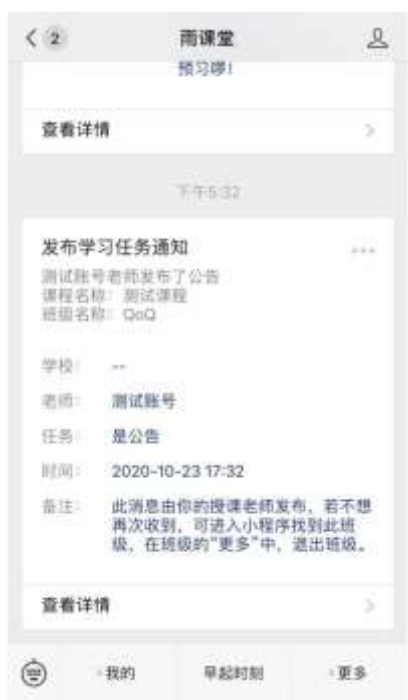 2
雨课堂
预习啰！
查看详情
下午5:32
发布学习任务通知
测试账号老师发布了公告
课程名称：测试课程
班级名称：QoQ
学校： --
老师： 测试账号
任务： 是公告
时间： 2020-10-23 17:32
备注： 此消息由你的授课老师发布，若不想
再次收到，可进入小程序找到此班
级，在班级的“更多”中，退出班级。
查看详情
我的
早起时刻
更多